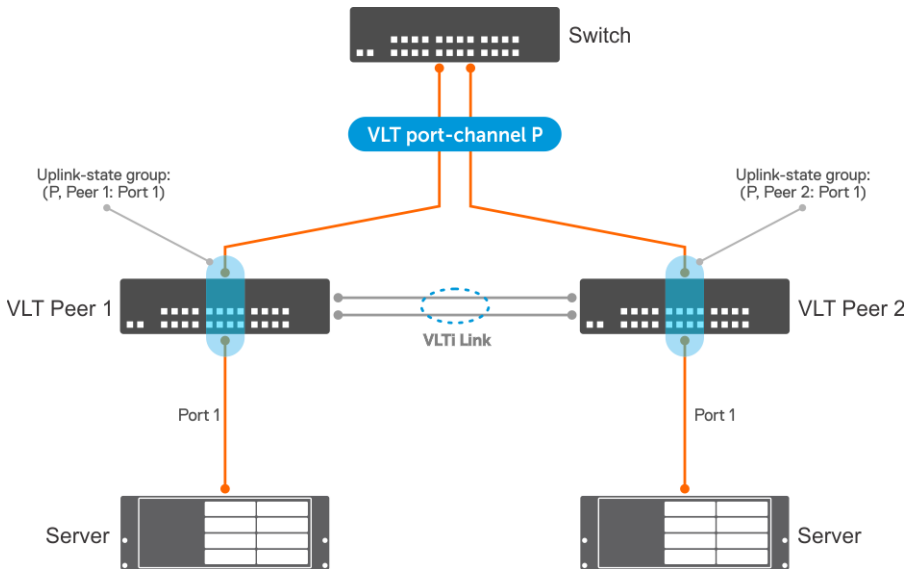 Switch
VLT port-channel P
Uplink-state group:
(P, Peer 1: Port 1)
Uplink-state group:
(P, Peer 2: Port 1)
VLT Peer 1
VLT Peer 2
VLTi Link
Port 1
Port 1
Server
Server